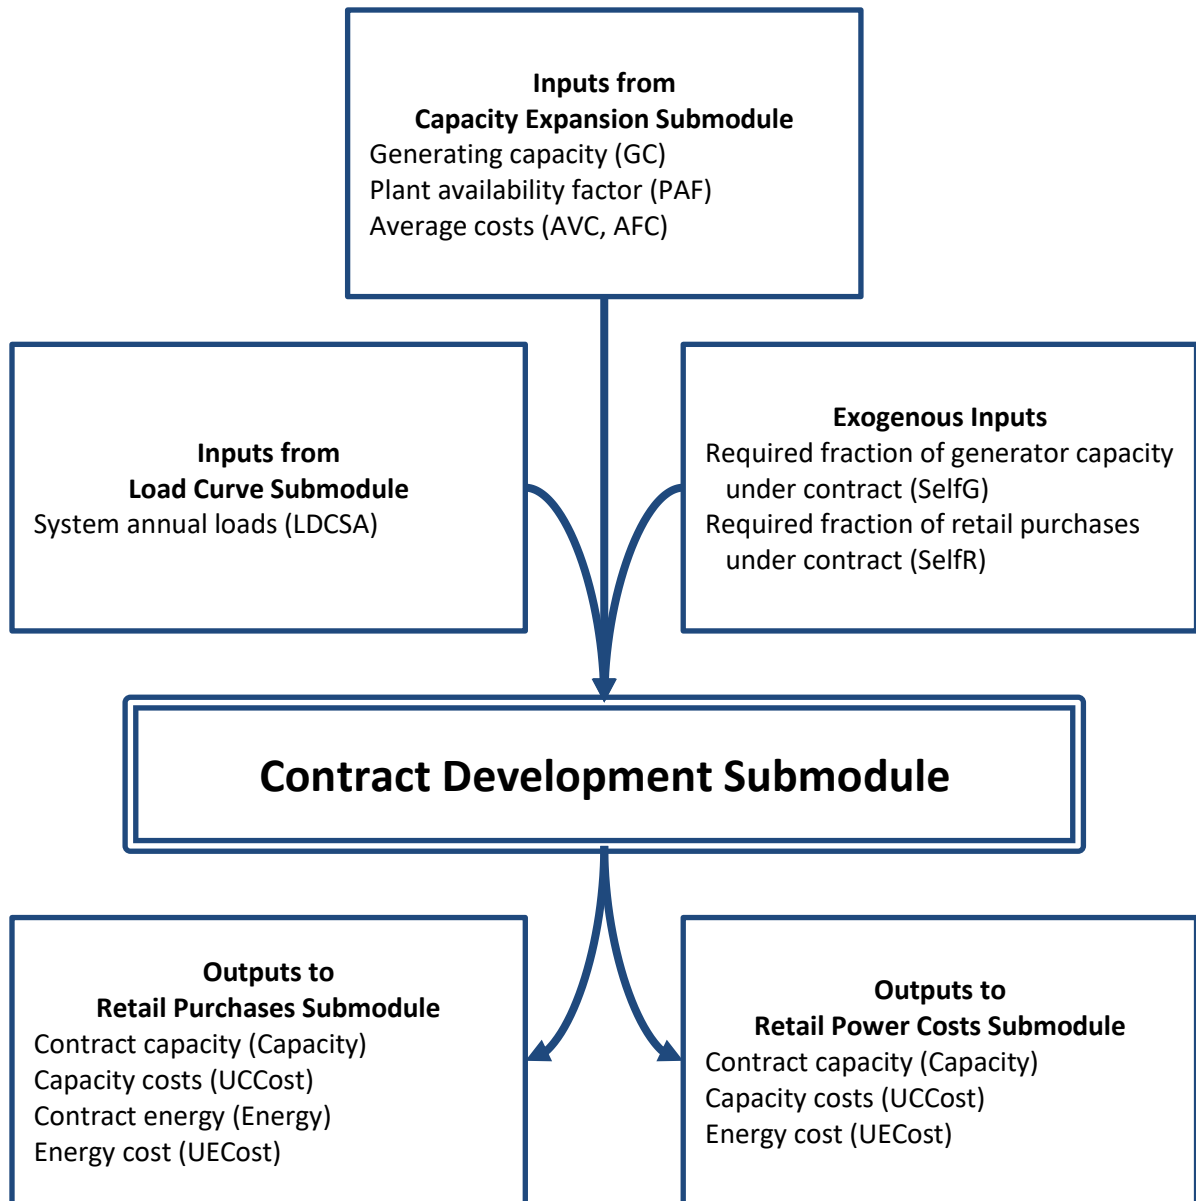 Inputs from
Capacity Expansion Submodule
Generating capacity (GC)
Plant availability factor (PAF)
Average costs (AVC, AFC)
Inputs from
Load Curve Submodule
System annual loads (LDCSA)
Exogenous Inputs
Required fraction of generator capacity
under contract (SelfG)
Required fraction of retail purchases
under contract (SelfR)
Contract Development Submodule
Outputs to
Retail Purchases Submodule
Contract capacity (Capacity)
Capacity costs (UCCost)
Contract energy (Energy)
Energy cost (UECost)
Outputs to
Retail Power Costs Submodule
Contract capacity (Capacity)
Capacity costs (UCCost)
Energy cost (UECost)